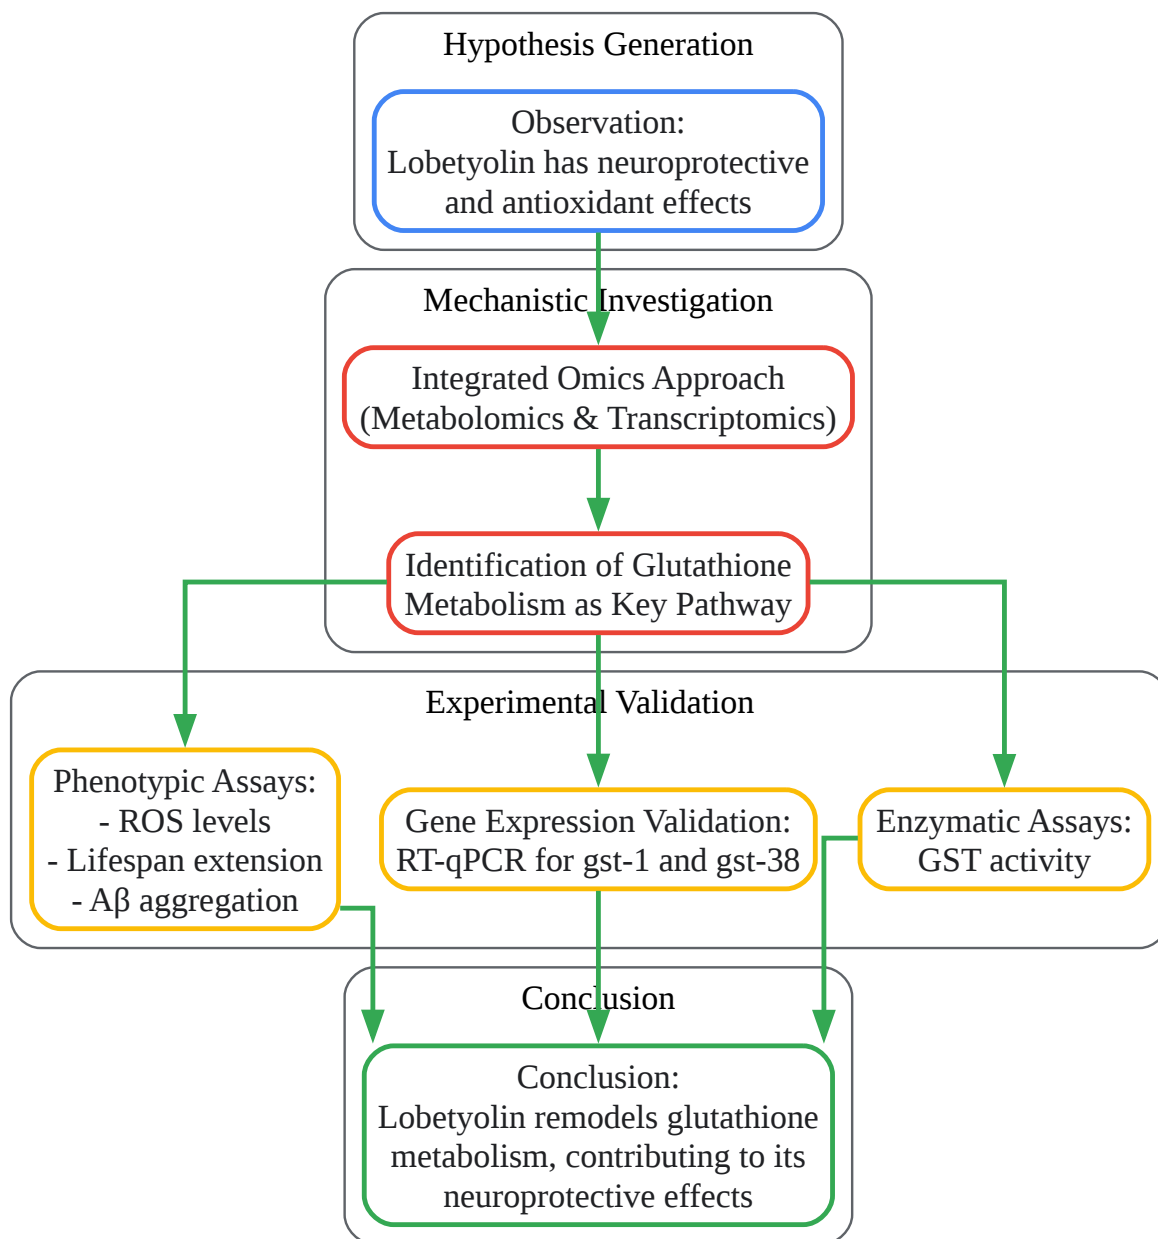 Hypothesis Generation
Observation:
Lobetyolin has neuroprotective
and antioxidant effects
Mechanistic Investigation
Integrated Omics Approach
(Metabolomics & Transcriptomics)
Identification of Glutathione
Metabolism as Key Pathway
Experimental Validation
Phenotypic Assays:
- ROS levels
- Lifespan extension
- Aβ aggregation
Gene Expression Validation:
RT-qPCR for gst-1 and gst-38
Enzymatic Assays:
GST activity
Conclusion
Conclusion:
Lobetyolin remodels glutathione
metabolism, contributing to its
neuroprotective effects